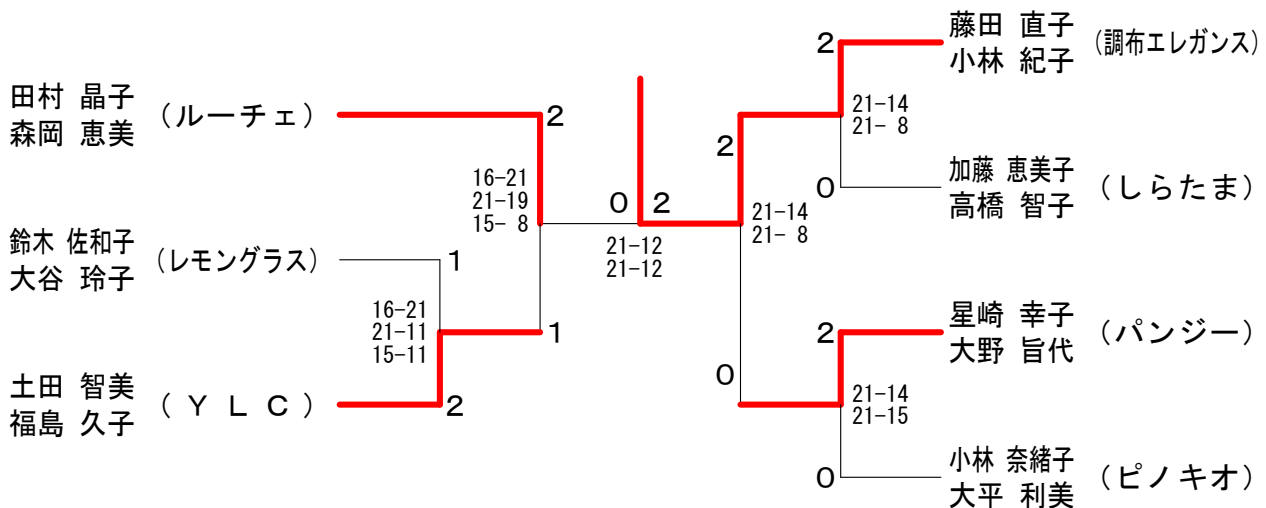 田村 晶子
森岡 恵美
(ルーチェ)
2
16-21
21-19
15- 8
鈴木 佐和子
大谷 玲子
(レモングラス)
1
16-21
21-11
15-11
1
土田 智美
福島 久子
(ＹＬＣ)
2
0
2
21-12
21-12
藤田 直子
小林 紀子
(調布エレガンス)
2
21-14
21- 8
2
加藤 恵美子
高橋 智子
(しらたま)
0
21-14
21- 8
星崎 幸子
大野 旨代
(パンジー)
2
0
21-14
21-15
小林 奈緒子
大平 利美
(ピノキオ)
0